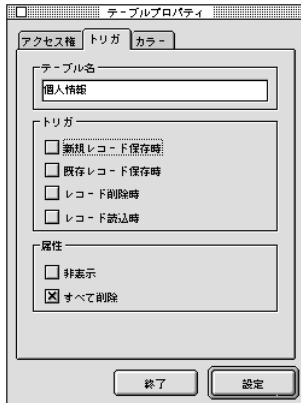 テーブルプロパティ
アクセス権 トリガ カラー
テーブル名
個人情報
トリガ
新規レコード保存時
既存レコード保存時
レコード削除時
レコード読込時
属性
非表示
すべて削除
終了 設定